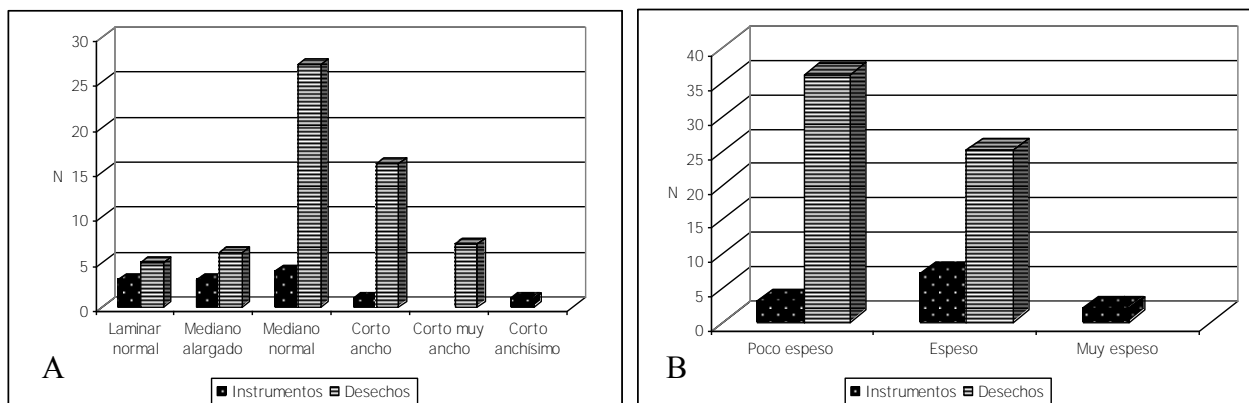 30
25
20
15
N
10
5
0
Laminar normal
Mediano alargado
Mediano normal
Corto ancho
Corto muy ancho
Corto anchísimo
A
Instrumentos Desechos
40
35
30
25
20
N
15
10
5
0
Poco espeso
Espeso
Muy espeso
B
Instrumentos Desechos